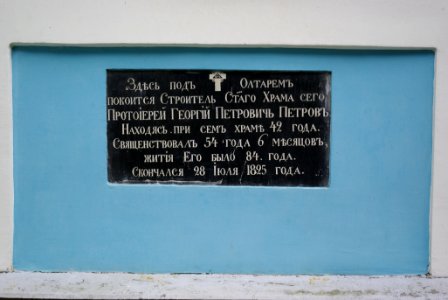 Здѣсь подъ Олтаремъ
покоится Строитель Стаго Храма сего
Протоіерей Георгій Петровичь Петровъ.
Находясь при семъ храмѣ 42 года.
Священствовалъ 54 года 6 мѣсяцовъ,
житія Его было 84. года.
Скончался 28 Іюля 1825 года.